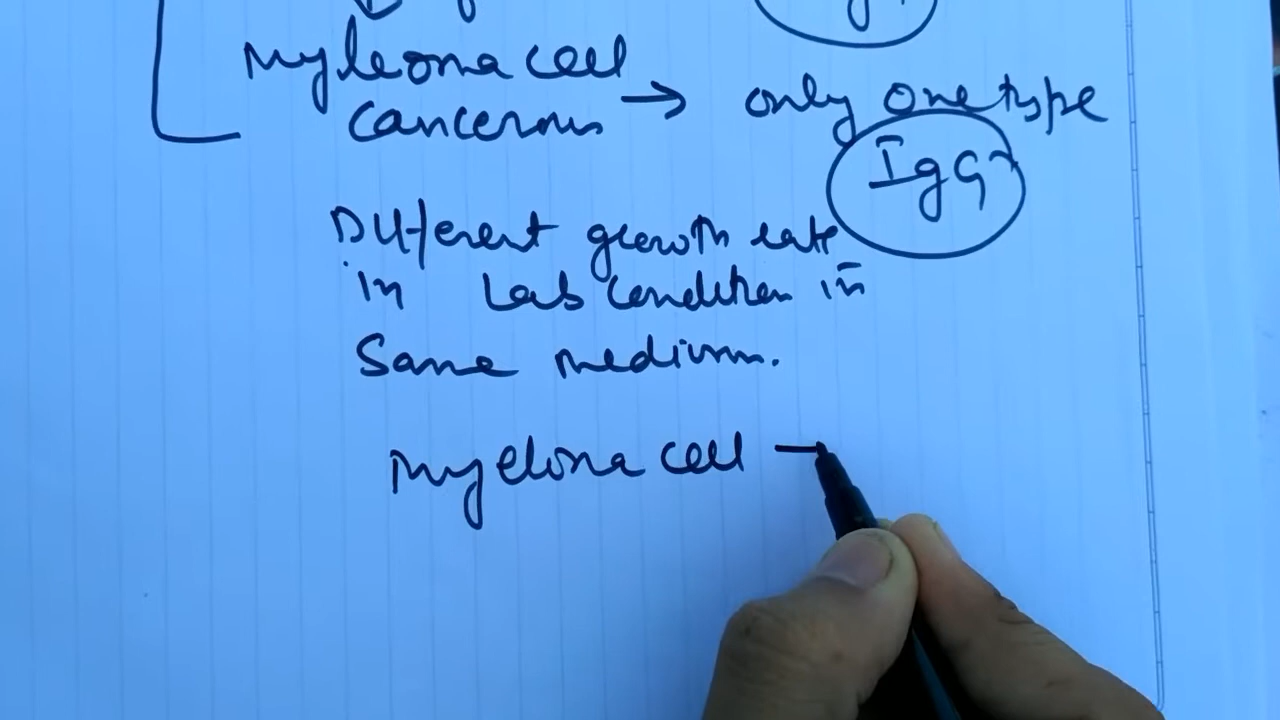 Myleoma cell
cancerous → only one type
IgG
Different growth rate
in Lab condition in
Same medium.
Myeloma cell —